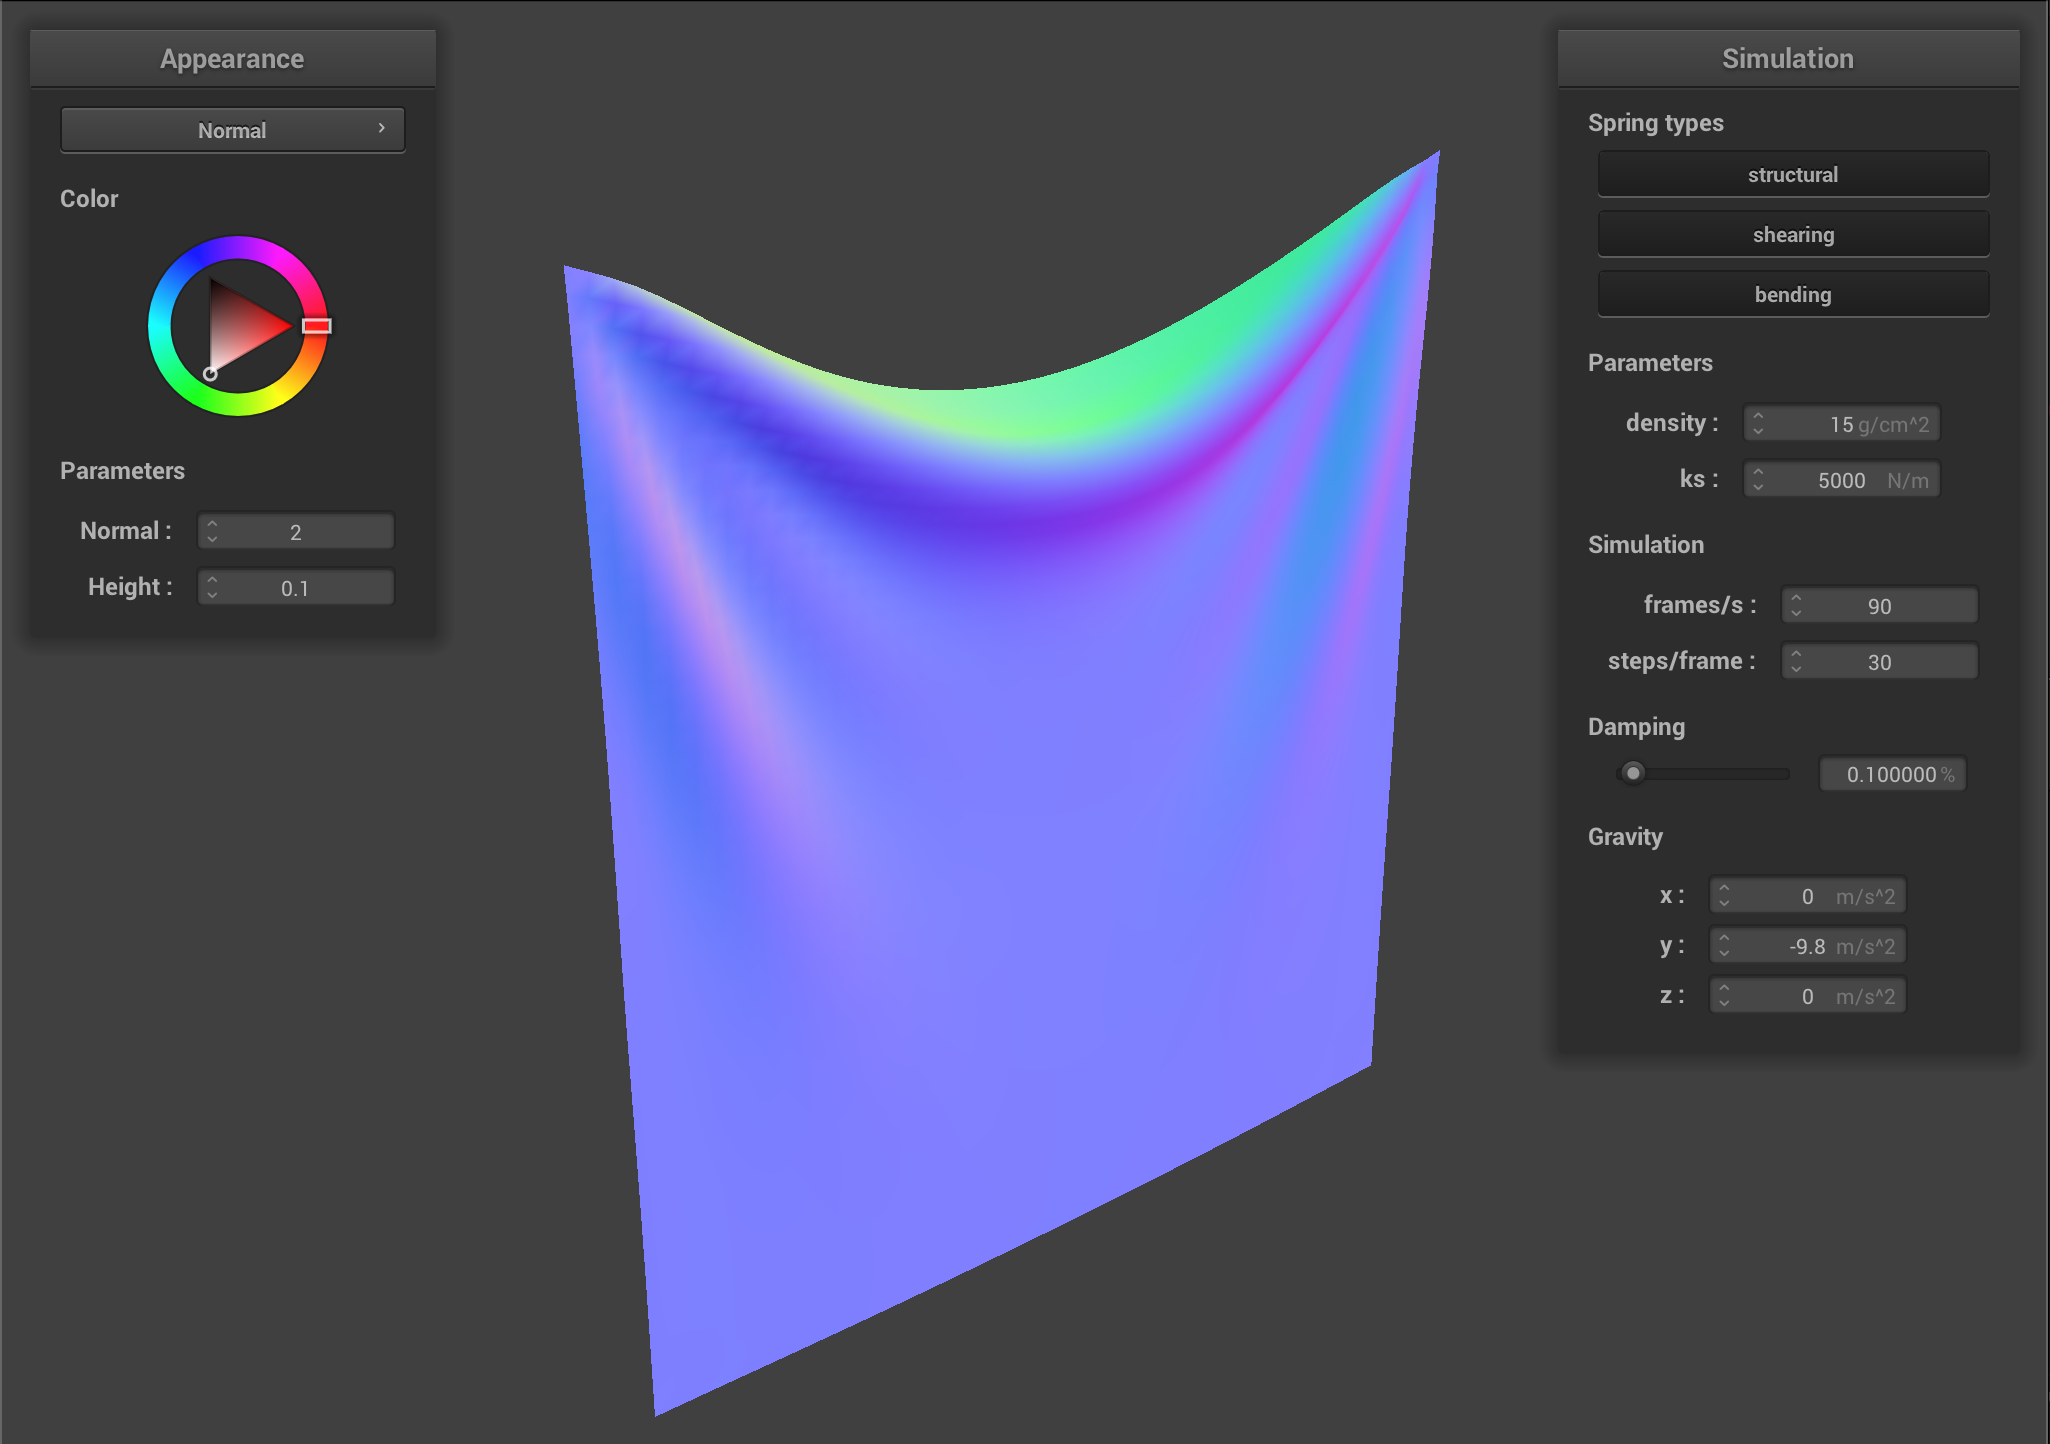 Appearance
Normal
Color
Parameters
Normal : 2
Height : 0.1
Simulation
Spring types
structural
shearing
bending
Parameters
density : 15 g/cm^2
ks : 5000 N/m
Simulation
frames/s : 90
steps/frame : 30
Damping
0.100000 %
Gravity
x : 0 m/s^2
y : -9.8 m/s^2
z : 0 m/s^2